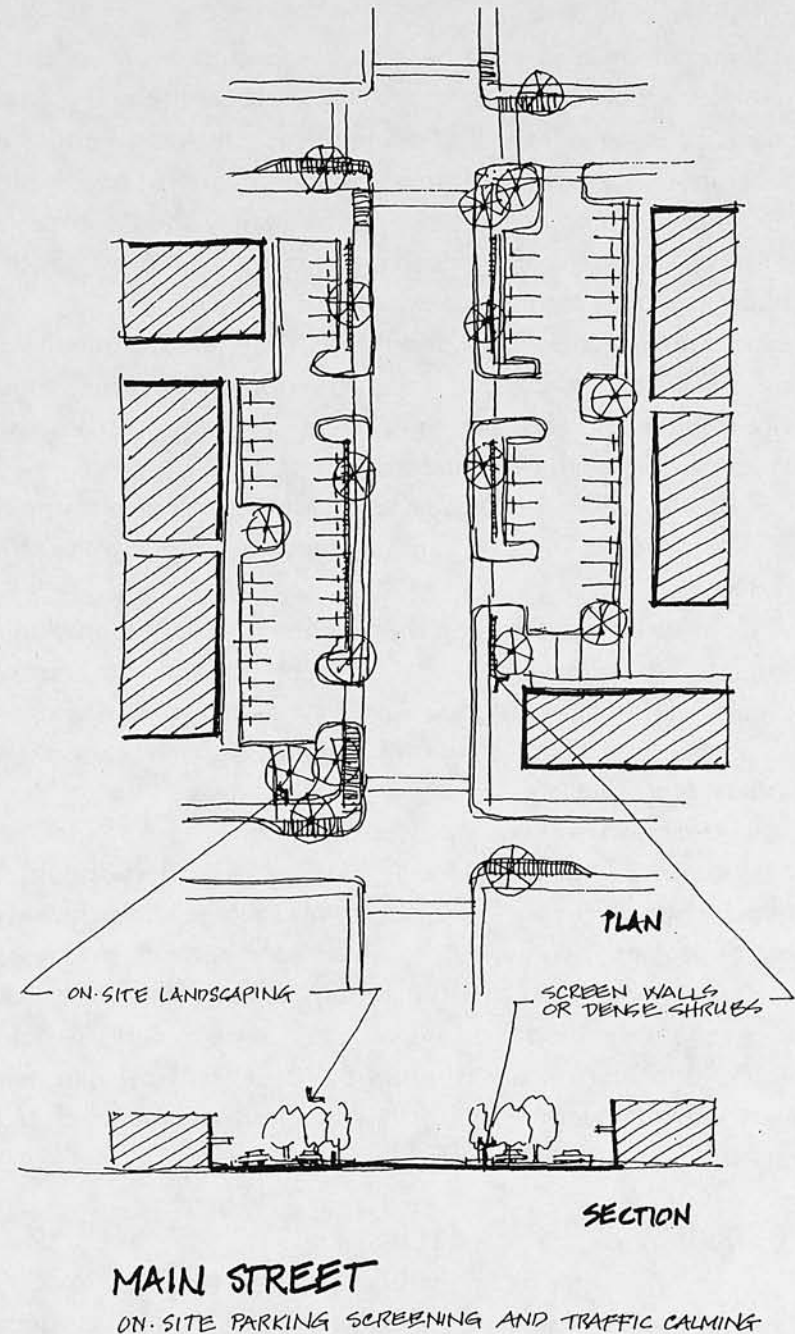 PLAN
ON·SITE LANDSCAPING
SCREEN WALLS
OR DENSE SHRUBS
SECTION
MAIN STREET
ON·SITE PARKING SCREENING AND TRAFFIC CALMING